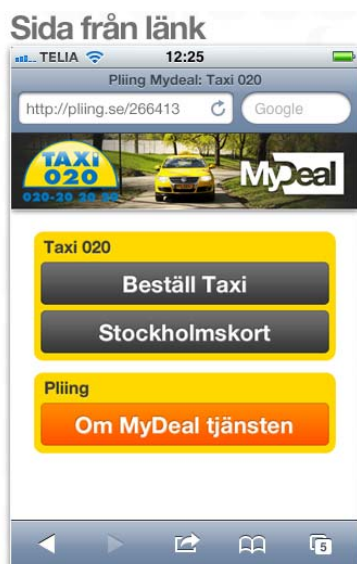 Sida från länk
TELIA 12:25
Pliing Mydeal: Taxi 020
http://pliing.se/266413 Google
TAXI
020
020-20 20 20
MyDeal
Taxi 020
Beställ Taxi
Stockholmskort
Pliing
Om MyDeal tjänsten
5